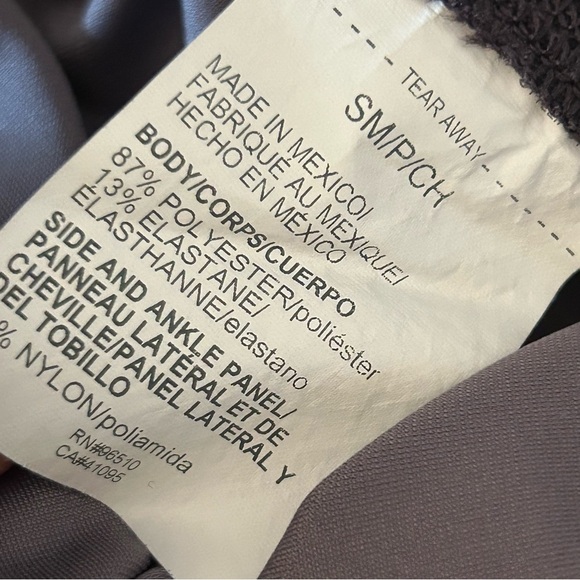 TEAR AWAY
SM/P/CH
MADE IN MEXICO/
FABRIQUÉ AU MEXIQUE/
HECHO EN MÉXICO
BODY/CORPS/CUERPO
87% POLYESTER/poliéster
13% ELASTANE/
ÉLASTHANNE/elastano
SIDE AND ANKLE PANEL/
PANNEAU LATÉRAL ET DE
CHEVILLE/PANEL LATERAL Y
DEL TOBILLO
% NYLON/poliamida
RN#96510
CA#41095